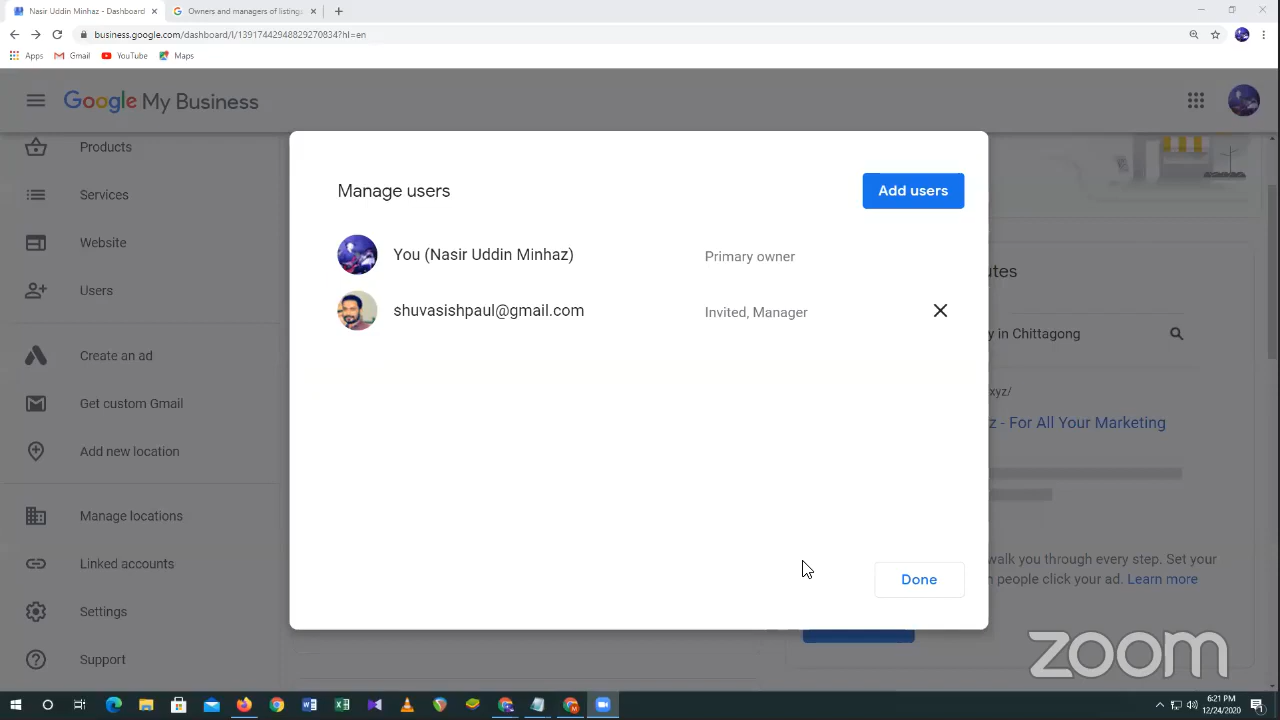 Nasir Uddin Minhaz - Dashboard
Owners and managers of listing
business.google.com/dashboard/l/13917442948829270834?hl=en
Apps
Gmail
YouTube
Maps
Google My Business
Products
Services
Website
Users
Create an ad
Get custom Gmail
Add new location
Manage locations
Linked accounts
Settings
Support
Manage users
Add users
You (Nasir Uddin Minhaz)
Primary owner
shuvasishpaul@gmail.com
Invited, Manager
Done
utes
y in Chittagong
xyz/
z - For All Your Marketing
walk you through every step. Set your
n people click your ad. Learn more
zoom
6:21 PM
12/24/2020